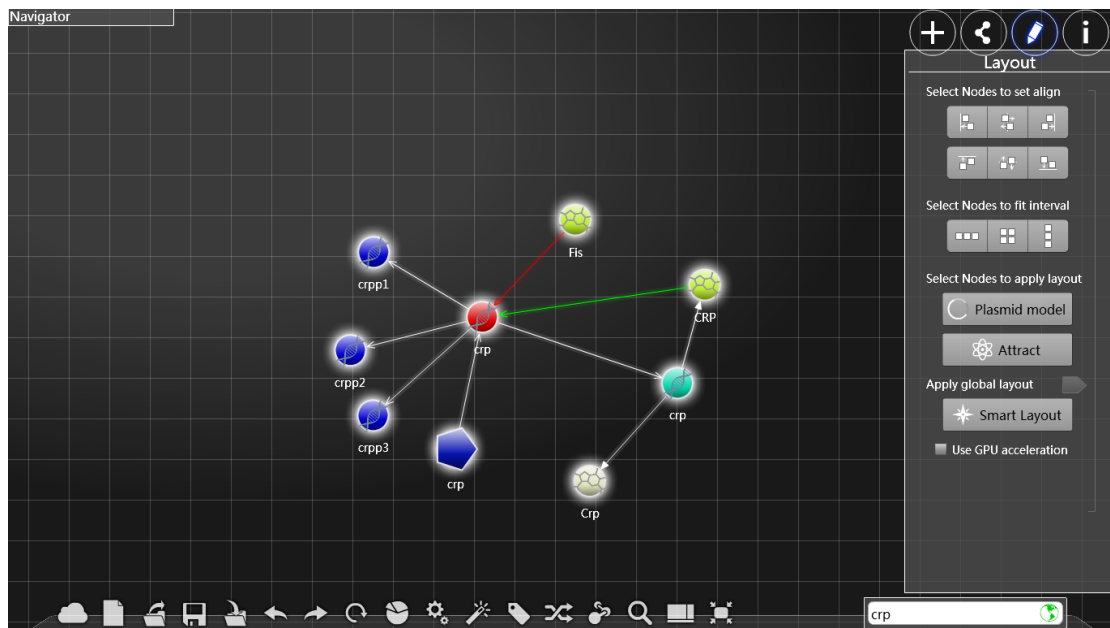 Navigator
Layout
Select Nodes to set align
Select Nodes to fit interval
Select Nodes to apply layout
Plasmid model
Attract
Apply global layout
Smart Layout
Use GPU acceleration
Fis
crpp1
CRP
crp
crpp2
crp
crpp3
crp
Crp
crp